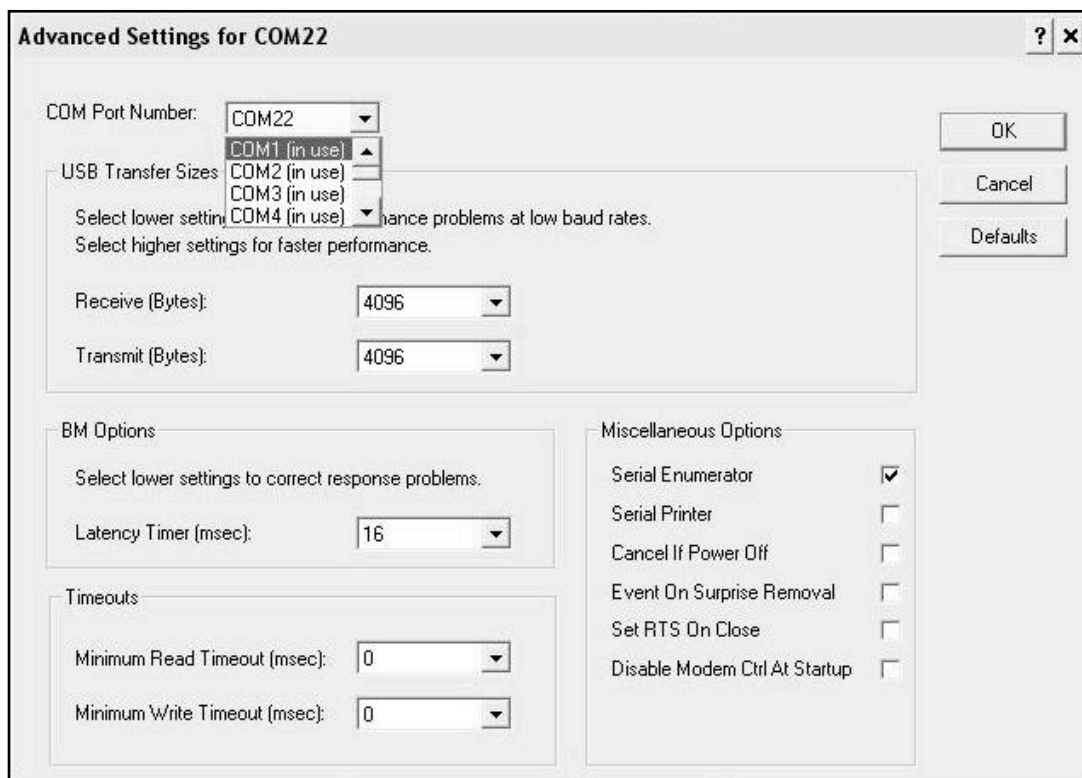 Advanced Settings for COM22
? ×
COM Port Number:
COM22
COM1 (in use)
COM2 (in use)
COM3 (in use)
COM4 (in use)
OK
Cancel
Defaults
USB Transfer Sizes
Select lower settin mance problems at low baud rates.
Select higher settings for faster performance.
Receive (Bytes): 4096
Transmit (Bytes): 4096
BM Options
Select lower settings to correct response problems.
Latency Timer (msec): 16
Timeouts
Minimum Read Timeout (msec): 0
Minimum Write Timeout (msec): 0
Miscellaneous Options
Serial Enumerator
Serial Printer
Cancel If Power Off
Event On Surprise Removal
Set RTS On Close
Disable Modem Ctrl At Startup